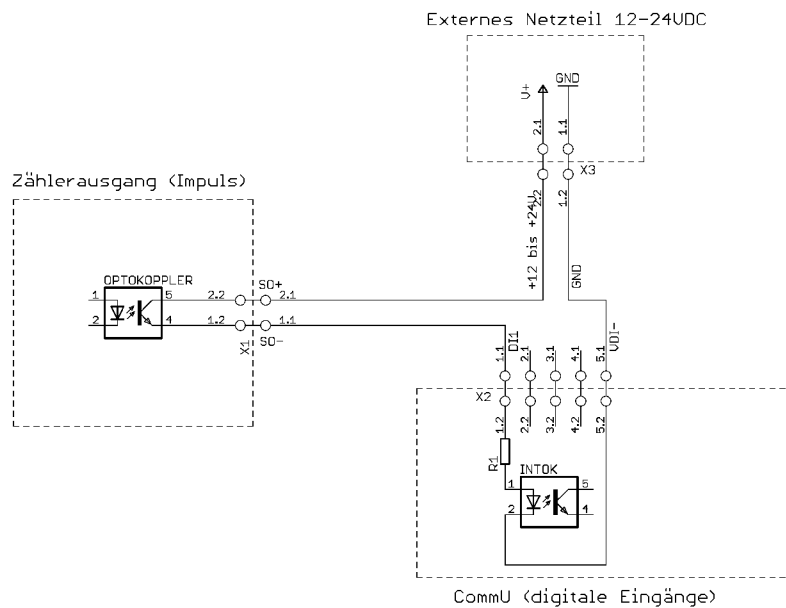 Externes Netzteil 12-24VDC
V+
GND
2.1
1.1
X3
2.2
1.2
+12 bis +24V
GND
Zählerausgang (Impuls)
OPTOKOPPLER
1
5
2.2
SO+
2.1
2
4
1.2
1.1
X1
SO-
1.1
DI1
2.1
3.1
4.1
5.1
VDI-
X2
1.2
2.2
3.2
4.2
5.2
R1
INTOK
1
5
2
4
CommU (digitale Eingänge)